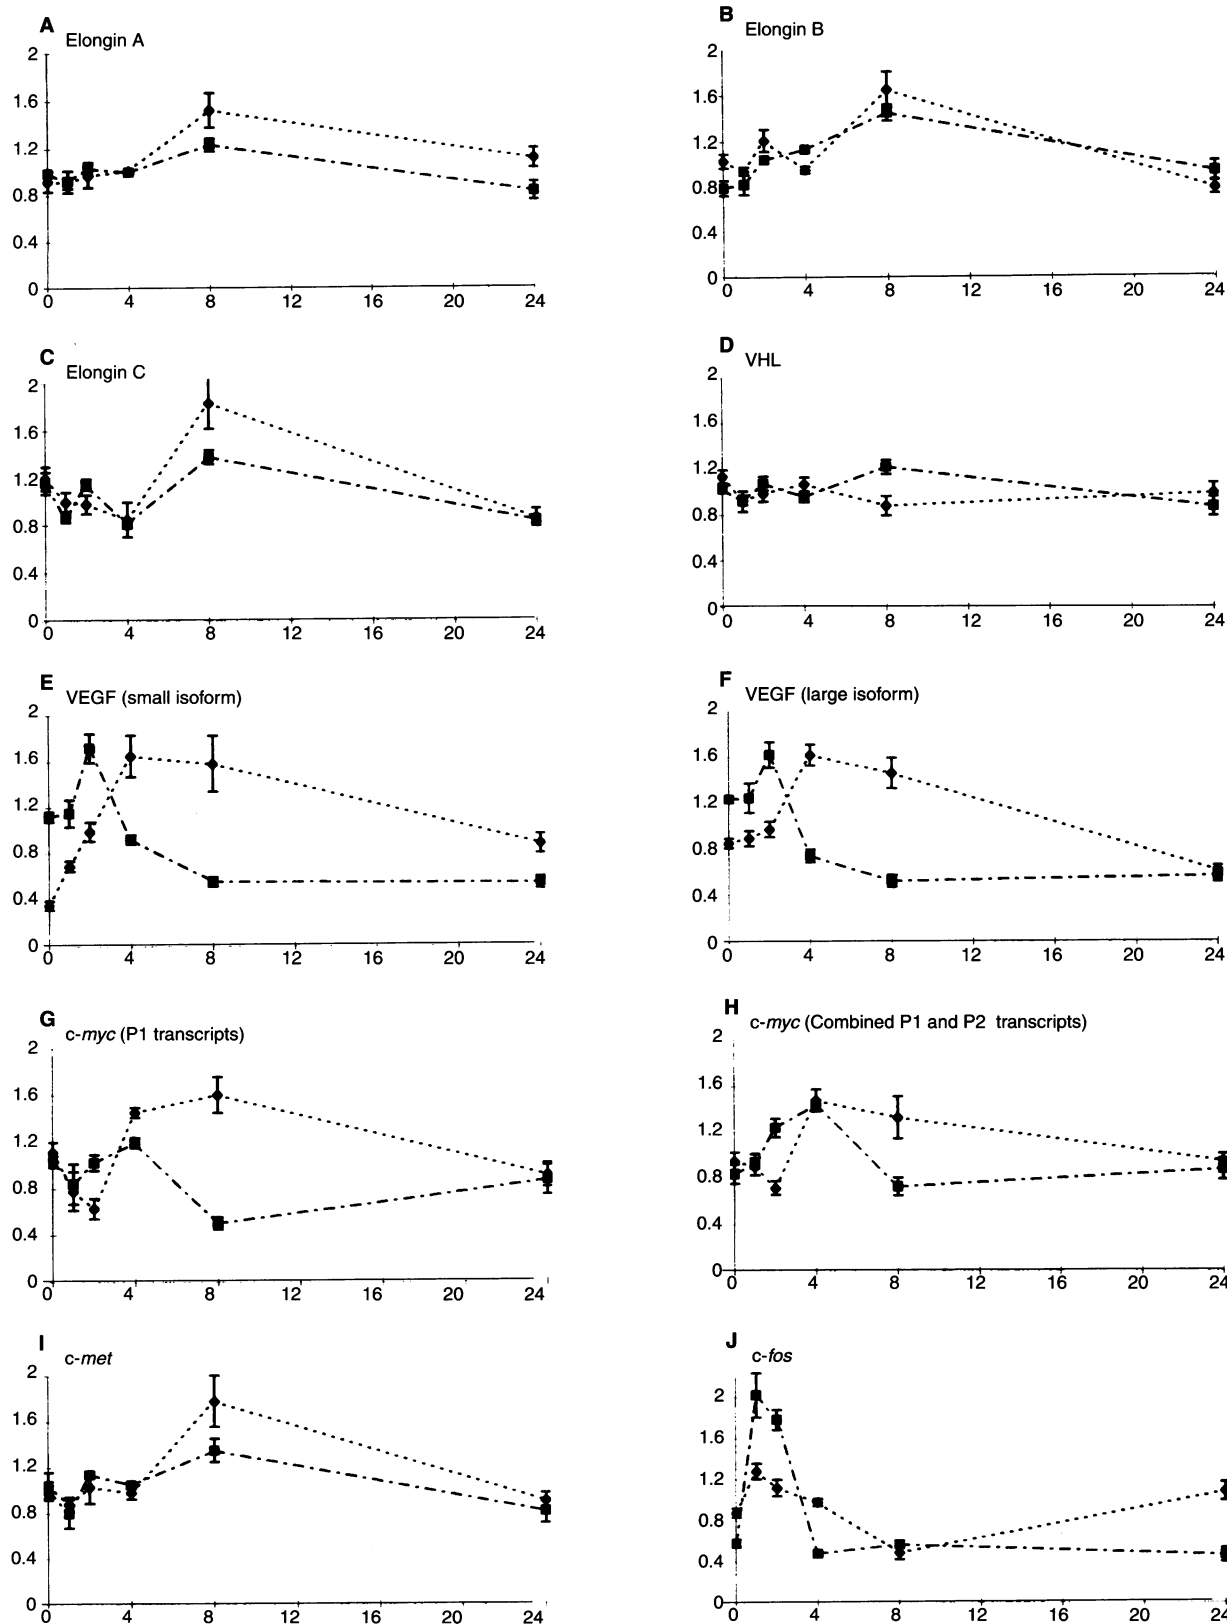 A
Elongin A
2
1.6
1.2
0.8
0.4
0
0 4 8 12 16 20 24
B
Elongin B
2
1.6
1.2
0.8
0.4
0
0 4 8 12 16 20 24
C
Elongin C
2
1.6
1.2
0.8
0.4
0
0 4 8 12 16 20 24
D
VHL
2
1.6
1.2
0.8
0.4
0
0 4 8 12 16 20 24
E
VEGF (small isoform)
2
1.6
1.2
0.8
0.4
0
0 4 8 12 16 20 24
F
VEGF (large isoform)
2
1.6
1.2
0.8
0.4
0
0 4 8 12 16 20 24
G
c-myc (P1 transcripts)
2
1.6
1.2
0.8
0.4
0
0 4 8 12 16 20 24
H
c-myc (Combined P1 and P2 transcripts)
2
1.6
1.2
0.8
0.4
0
0 4 8 12 16 20 24
I
c-met
2
1.6
1.2
0.8
0.4
0
0 4 8 12 16 20 24
J
c-fos
2
1.6
1.2
0.8
0.4
0
0 4 8 12 16 20 24